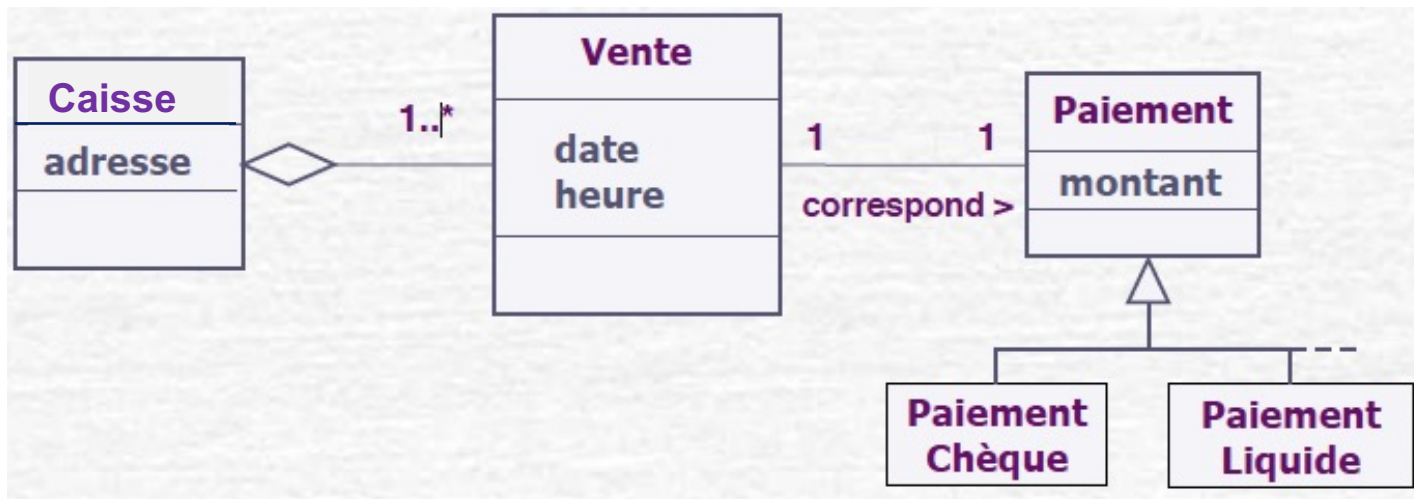 Caisse
adresse
1..*
Vente
date
heure
1
1
correspond >
Paiement
montant
Paiement
Chèque
Paiement
Liquide